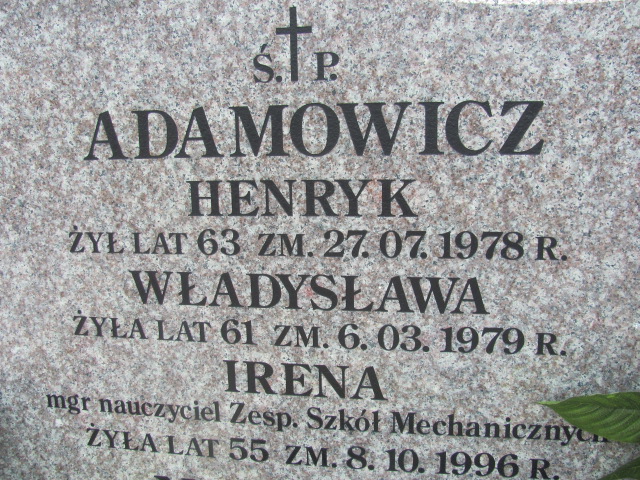 Ś. P.
ADAMOWICZ
HENRYK
ŻYŁ LAT 63 ZM. 27. 07. 1978 R.
WŁADYSŁAWA
ŻYŁA LAT 61 ZM. 6. 03. 1979 R.
IRENA
mgr nauczyciel Zesp. Szkół Mechanicznych
ŻYŁA LAT 55 ZM. 8. 10. 1996 R.